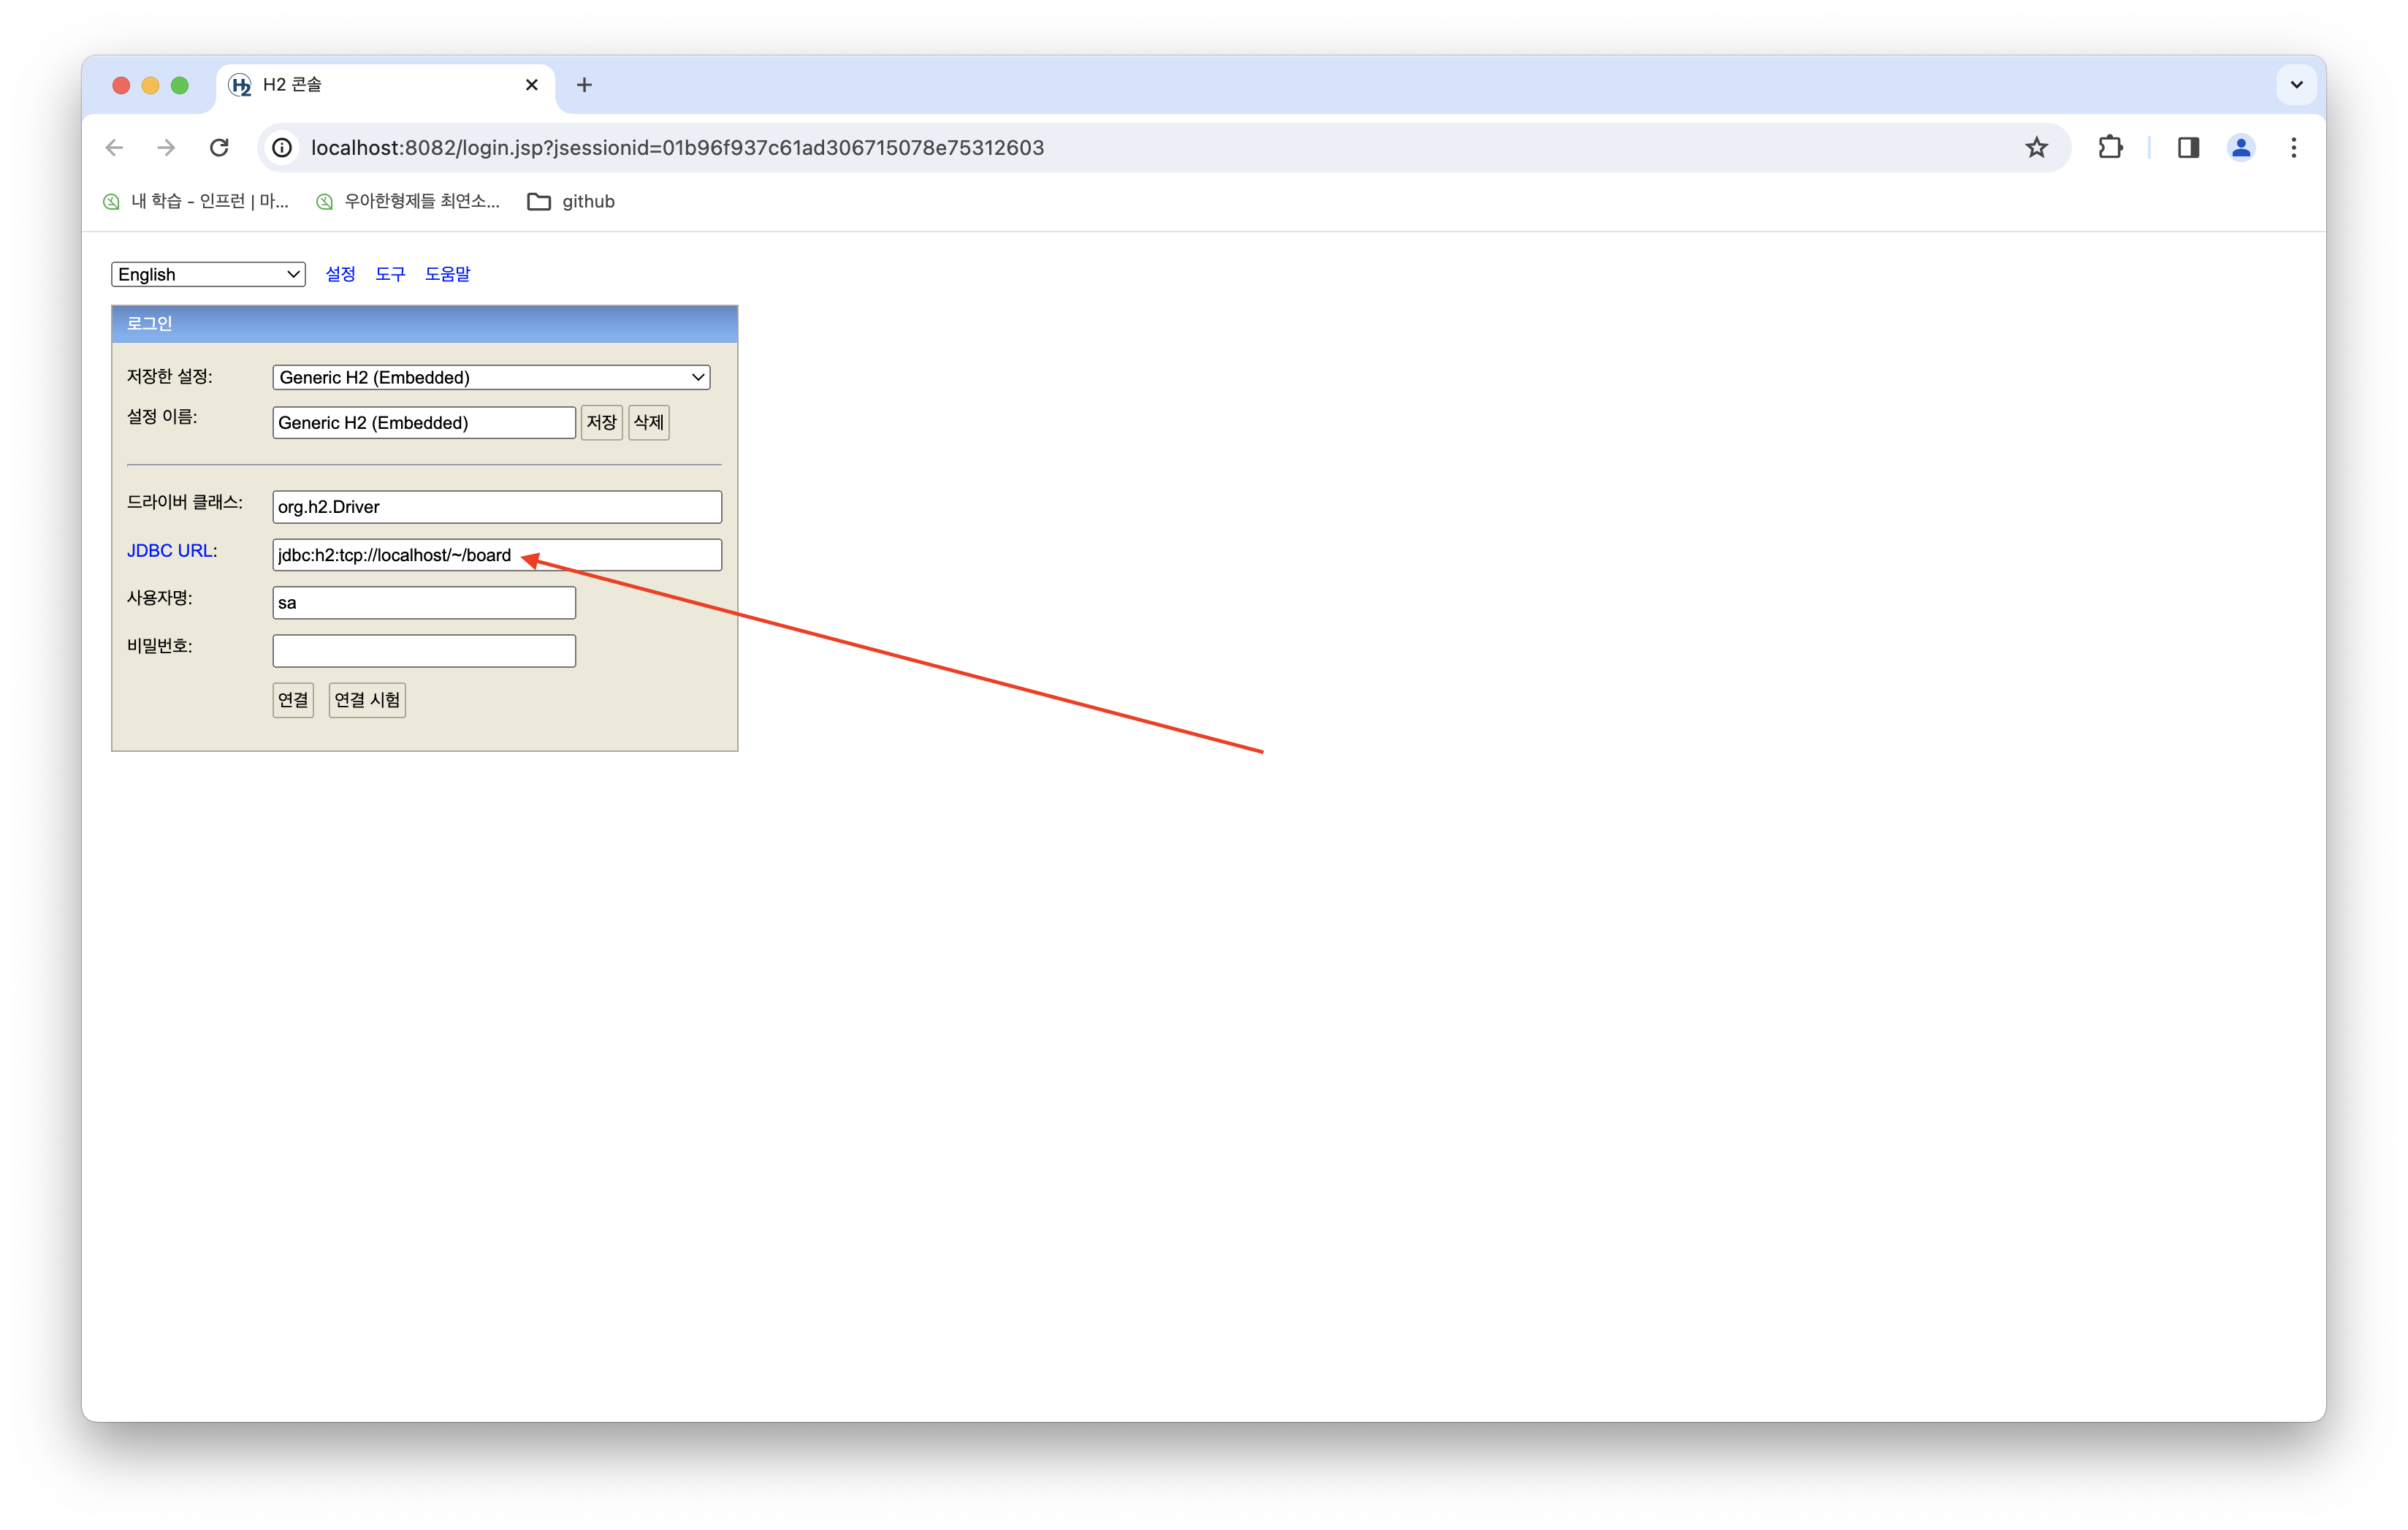 H2 콘솔
localhost:8082/login.jsp?jsessionid=01b96f937c61ad306715078e75312603
내 학습 - 인프런 | 마... 우아한형제들 최연소... github
English 설정 도구 도움말
로그인
저장한 설정: Generic H2 (Embedded)
설정 이름: Generic H2 (Embedded) 저장 삭제
드라이버 클래스: org.h2.Driver
JDBC URL: jdbc:h2:tcp://localhost/~/board
사용자명: sa
비밀번호:
연결 연결 시험